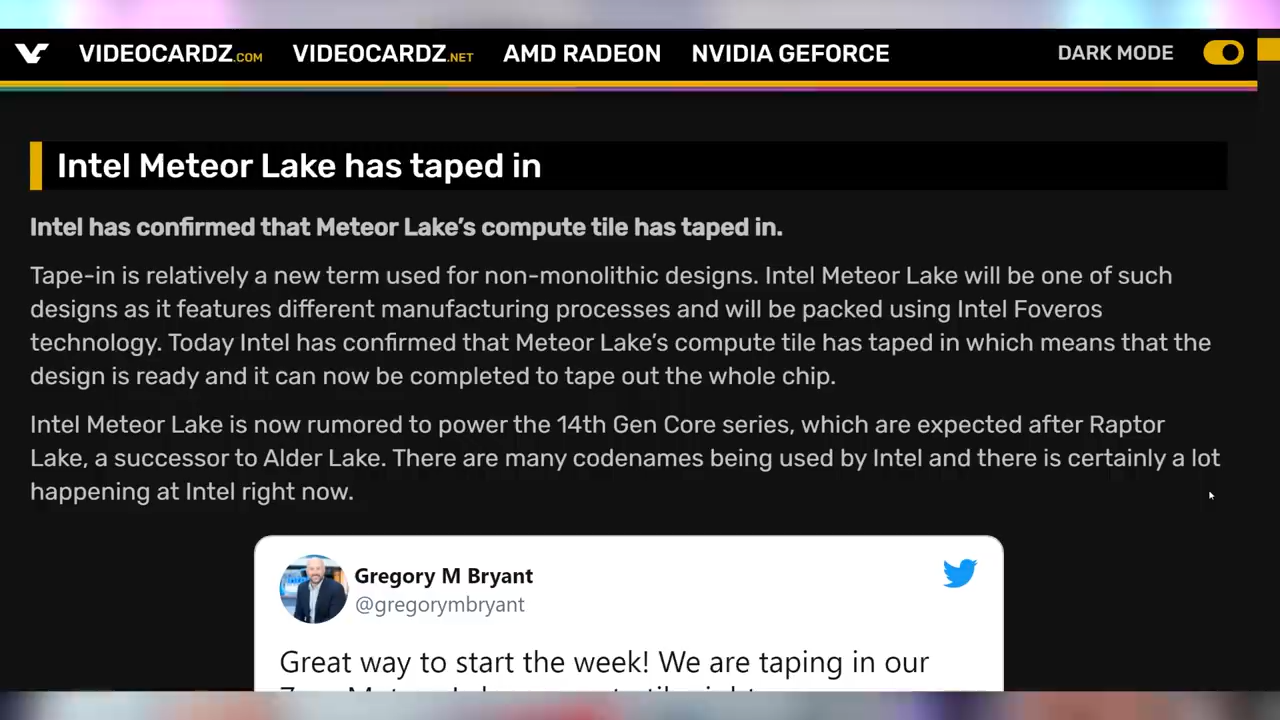 VIDEOCARDZ.COM VIDEOCARDZ.NET AMD RADEON NVIDIA GEFORCE DARK MODE
Intel Meteor Lake has taped in
Intel has confirmed that Meteor Lake's compute tile has taped in.
Tape-in is relatively a new term used for non-monolithic designs. Intel Meteor Lake will be one of such
designs as it features different manufacturing processes and will be packed using Intel Foveros
technology. Today Intel has confirmed that Meteor Lake's compute tile has taped in which means that the
design is ready and it can now be completed to tape out the whole chip.
Intel Meteor Lake is now rumored to power the 14th Gen Core series, which are expected after Raptor
Lake, a successor to Alder Lake. There are many codenames being used by Intel and there is certainly a lot
happening at Intel right now.
Gregory M Bryant
@gregorymbryant
Great way to start the week! We are taping in our